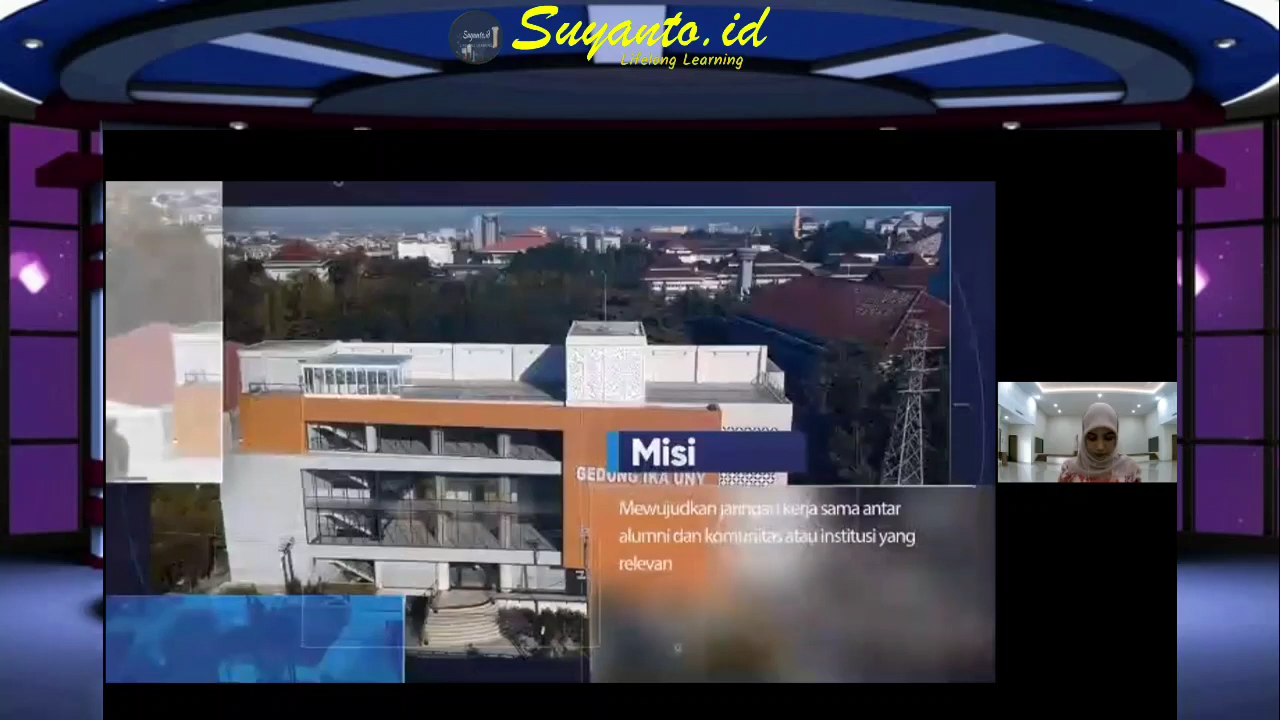 Suyanto.id
Lifelong Learning
Misi
GEDUNG IKA UNY
Mewujudkan jaringan kerja sama antar
alumni dan komunitas atau institusi yang
relevan